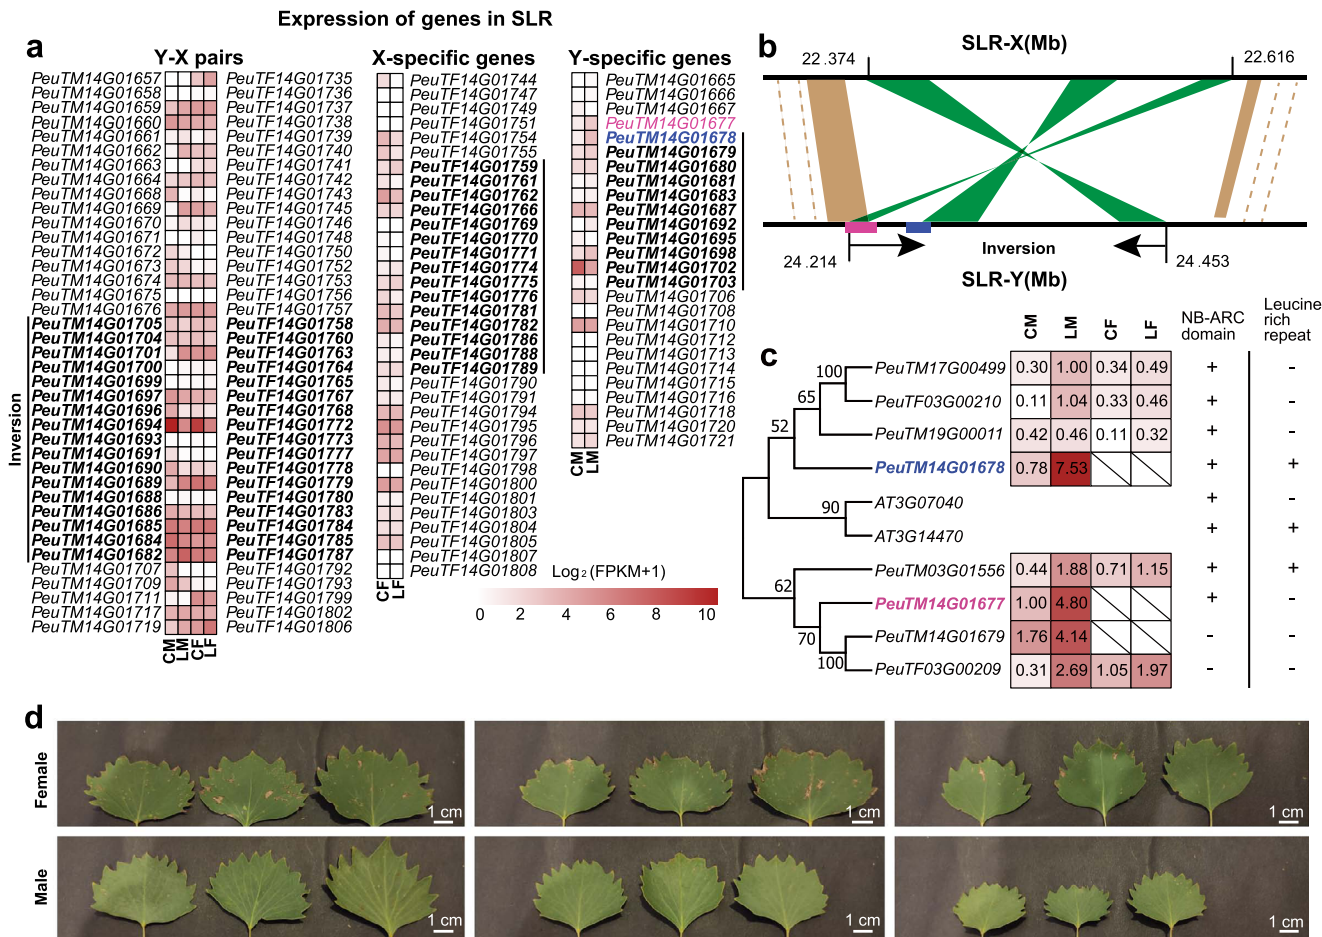 Expression of genes in SLR
a
Y-X pairs
PeuTM14G01657 PeuTF14G01735
PeuTM14G01658 PeuTF14G01736
PeuTM14G01659 PeuTF14G01737
PeuTM14G01660 PeuTF14G01738
PeuTM14G01661 PeuTF14G01739
PeuTM14G01662 PeuTF14G01740
PeuTM14G01663 PeuTF14G01741
PeuTM14G01664 PeuTF14G01742
PeuTM14G01668 PeuTF14G01743
PeuTM14G01669 PeuTF14G01745
PeuTM14G01670 PeuTF14G01746
PeuTM14G01671 PeuTF14G01748
PeuTM14G01672 PeuTF14G01750
PeuTM14G01673 PeuTF14G01752
PeuTM14G01674 PeuTF14G01753
PeuTM14G01675 PeuTF14G01756
PeuTM14G01676 PeuTF14G01757
PeuTM14G01705 PeuTF14G01758
PeuTM14G01704 PeuTF14G01760
PeuTM14G01701 PeuTF14G01763
PeuTM14G01700 PeuTF14G01764
PeuTM14G01699 PeuTF14G01765
PeuTM14G01697 PeuTF14G01767
PeuTM14G01696 PeuTF14G01768
PeuTM14G01694 PeuTF14G01772
PeuTM14G01693 PeuTF14G01773
PeuTM14G01691 PeuTF14G01777
PeuTM14G01690 PeuTF14G01778
PeuTM14G01689 PeuTF14G01779
PeuTM14G01688 PeuTF14G01780
PeuTM14G01686 PeuTF14G01783
PeuTM14G01685 PeuTF14G01784
PeuTM14G01684 PeuTF14G01785
PeuTM14G01682 PeuTF14G01787
PeuTM14G01707 PeuTF14G01792
PeuTM14G01709 PeuTF14G01793
PeuTM14G01711 PeuTF14G01799
PeuTM14G01717 PeuTF14G01802
PeuTM14G01719 PeuTF14G01806
Inversion
CM LM CF LF
X-specific genes
PeuTF14G01744
PeuTF14G01747
PeuTF14G01749
PeuTF14G01751
PeuTF14G01754
PeuTF14G01755
PeuTF14G01759
PeuTF14G01761
PeuTF14G01762
PeuTF14G01766
PeuTF14G01769
PeuTF14G01770
PeuTF14G01771
PeuTF14G01774
PeuTF14G01775
PeuTF14G01776
PeuTF14G01781
PeuTF14G01782
PeuTF14G01786
PeuTF14G01788
PeuTF14G01789
PeuTF14G01790
PeuTF14G01791
PeuTF14G01794
PeuTF14G01795
PeuTF14G01796
PeuTF14G01797
PeuTF14G01798
PeuTF14G01800
PeuTF14G01801
PeuTF14G01803
PeuTF14G01804
PeuTF14G01805
PeuTF14G01807
PeuTF14G01808
CF LF
Y-specific genes
PeuTM14G01665
PeuTM14G01666
PeuTM14G01667
PeuTM14G01677
PeuTM14G01678
PeuTM14G01679
PeuTM14G01680
PeuTM14G01681
PeuTM14G01683
PeuTM14G01687
PeuTM14G01692
PeuTM14G01695
PeuTM14G01698
PeuTM14G01702
PeuTM14G01703
PeuTM14G01706
PeuTM14G01708
PeuTM14G01710
PeuTM14G01712
PeuTM14G01713
PeuTM14G01714
PeuTM14G01715
PeuTM14G01716
PeuTM14G01718
PeuTM14G01720
PeuTM14G01721
CM LM
Log2 (FPKM+1)
0 2 4 6 8 10
b
SLR-X(Mb)
22 .374 22 .616
Inversion
24 .214 24 .453
SLR-Y(Mb)
c
CM LM CF LF NB-ARC domain Leucine rich repeat
PeuTM17G00499 0.30 1.00 0.34 0.49 + -
PeuTF03G00210 0.11 1.04 0.33 0.46 + -
PeuTM19G00011 0.42 0.46 0.11 0.32 + -
PeuTM14G01678 0.78 7.53 + +
AT3G07040 + -
AT3G14470 + +
PeuTM03G01556 0.44 1.88 0.71 1.15 + +
PeuTM14G01677 1.00 4.80 + -
PeuTM14G01679 1.76 4.14 - -
PeuTF03G00209 0.31 2.69 1.05 1.97 - -
100
65
52
90
62
70
100
d
Female
1 cm 1 cm 1 cm
Male
1 cm 1 cm 1 cm